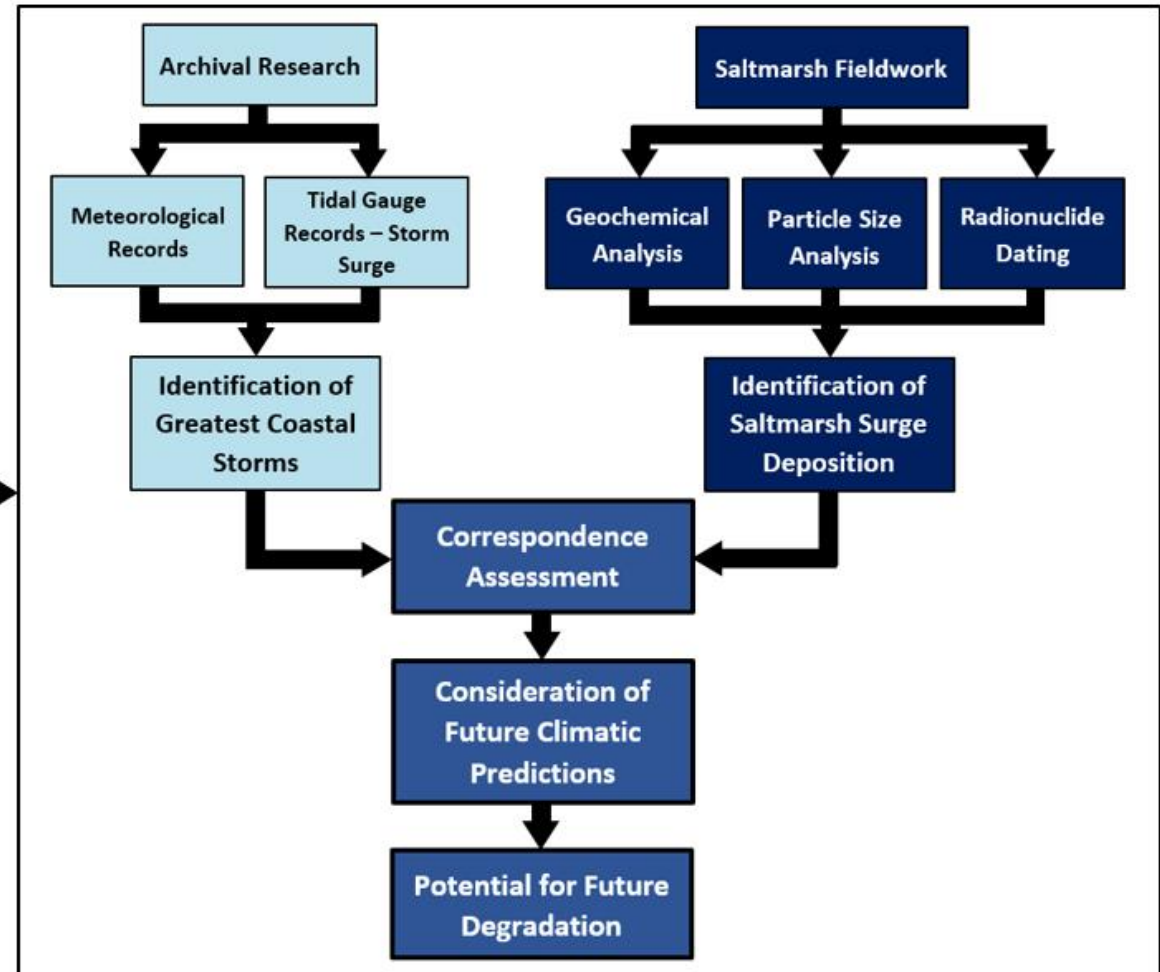 Archival Research
Saltmarsh Fieldwork
Meteorological
Records
Tidal Gauge
Records – Storm
Surge
Geochemical
Analysis
Particle Size
Analysis
Radionuclide
Dating
Identification of
Greatest Coastal
Storms
Identification of
Saltmarsh Surge
Deposition
Correspondence
Assessment
Consideration of
Future Climatic
Predictions
Potential for Future
Degradation